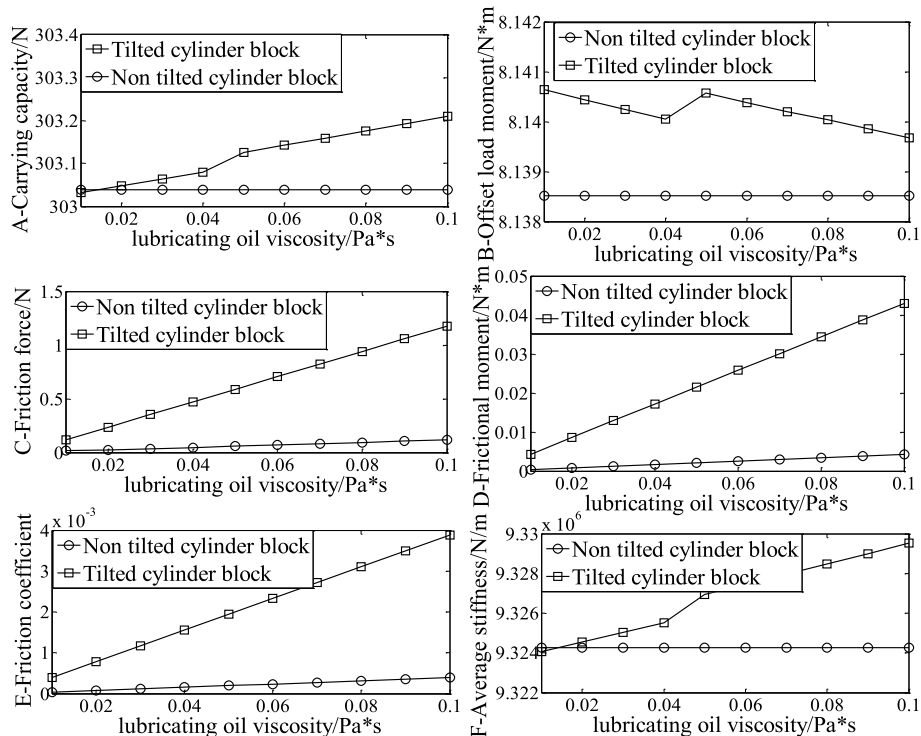 A-Carrying capacity/N
303.4
303.3
303.2
303.1
303
Tilted cylinder block
Non tilted cylinder block
0.02 0.04 0.06 0.08 0.1
lubricating oil viscosity/Pa*s
B-Offset load moment/N*m
8.142
8.141
8.14
8.139
8.138
Non tilted cylinder block
Tilted cylinder block
0.02 0.04 0.06 0.08 0.1
lubricating oil viscosity/Pa*s
C-Friction force/N
1.5
1
0.5
0
Non tilted cylinder block
Tilted cylinder block
0.02 0.04 0.06 0.08 0.1
lubricating oil viscosity/Pa*s
D-Frictional moment/N*m
0.05
0.04
0.03
0.02
0.01
0
Non tilted cylinder block
Tilted cylinder block
0.02 0.04 0.06 0.08 0.1
lubricating oil viscosity/Pa*s
E-Friction coefficient
x 10^-3
4
3
2
1
0
Non tilted cylinder block
Tilted cylinder block
0.02 0.04 0.06 0.08 0.1
lubricating oil viscosity/Pa*s
F-Average stiffness/N/m
x 10^6
9.33
9.328
9.326
9.324
9.322
Non tilted cylinder block
Tilted cylinder block
0.02 0.04 0.06 0.08 0.1
lubricating oil viscosity/Pa*s